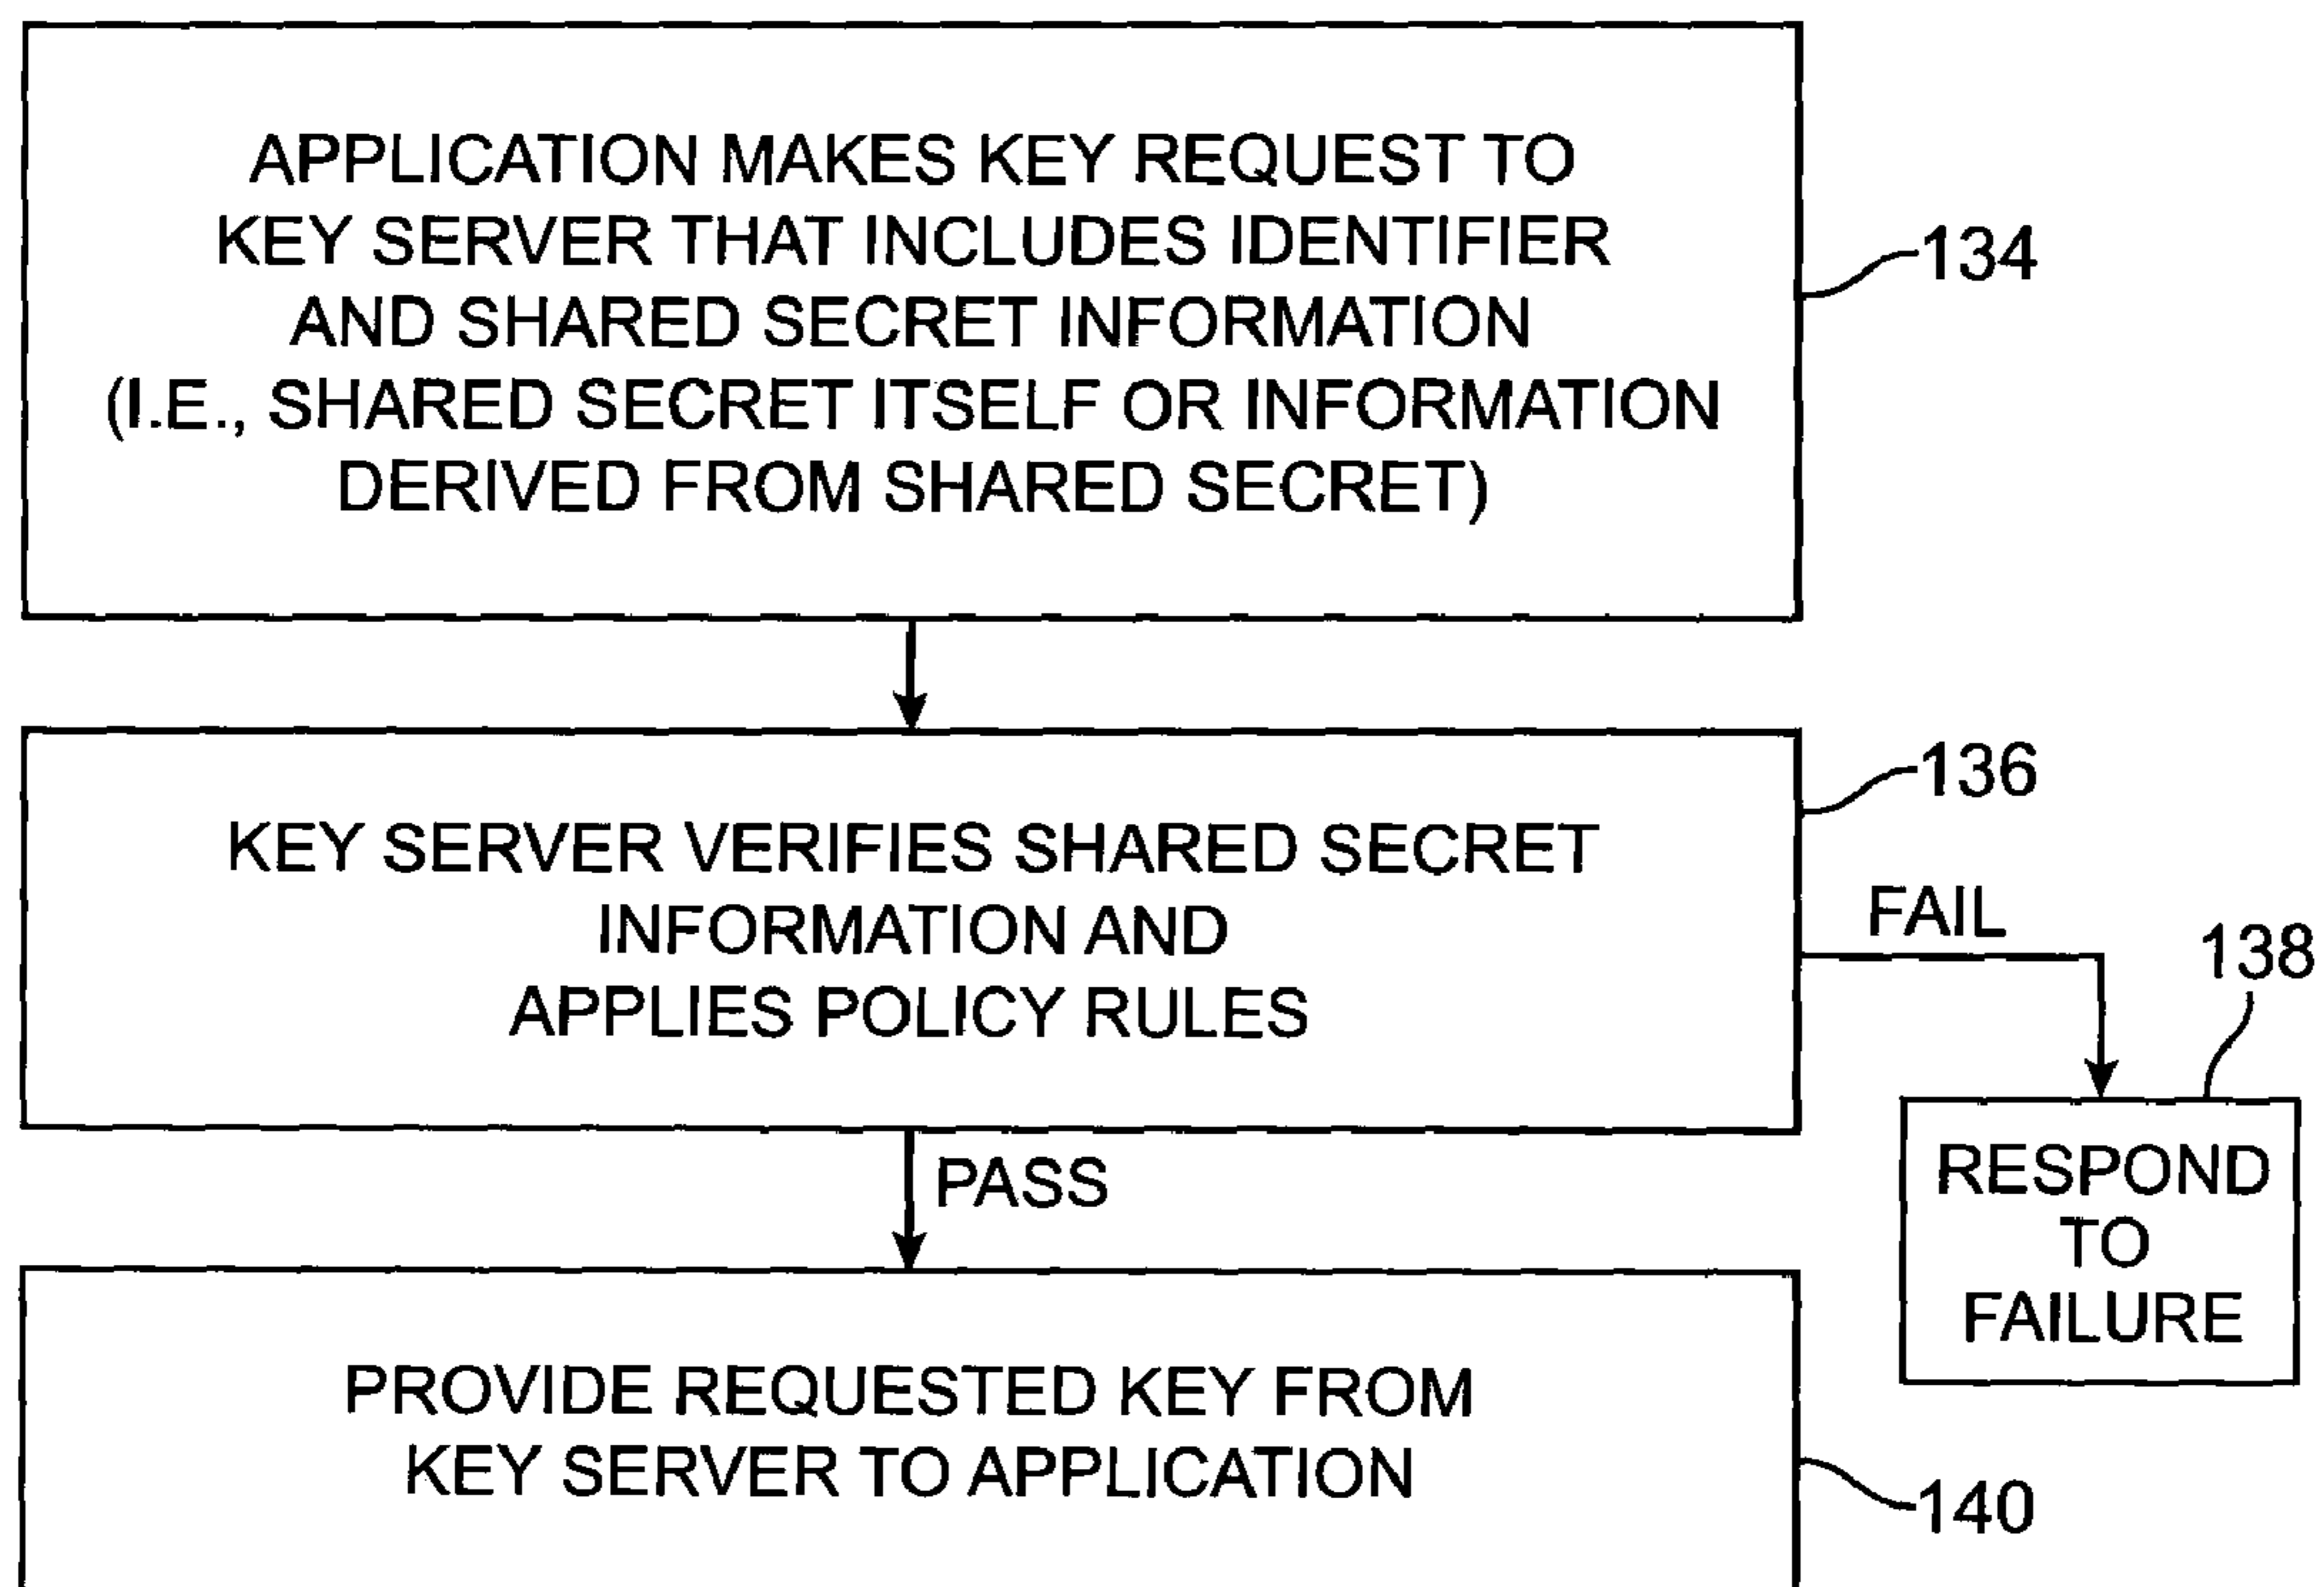 APPLICATION MAKES KEY REQUEST TO
KEY SERVER THAT INCLUDES IDENTIFIER
AND SHARED SECRET INFORMATION
(I.E., SHARED SECRET ITSELF OR INFORMATION
DERIVED FROM SHARED SECRET)
134
KEY SERVER VERIFIES SHARED SECRET
INFORMATION AND
APPLIES POLICY RULES
136
FAIL
138
RESPOND
TO
FAILURE
PASS
PROVIDE REQUESTED KEY FROM
KEY SERVER TO APPLICATION
140